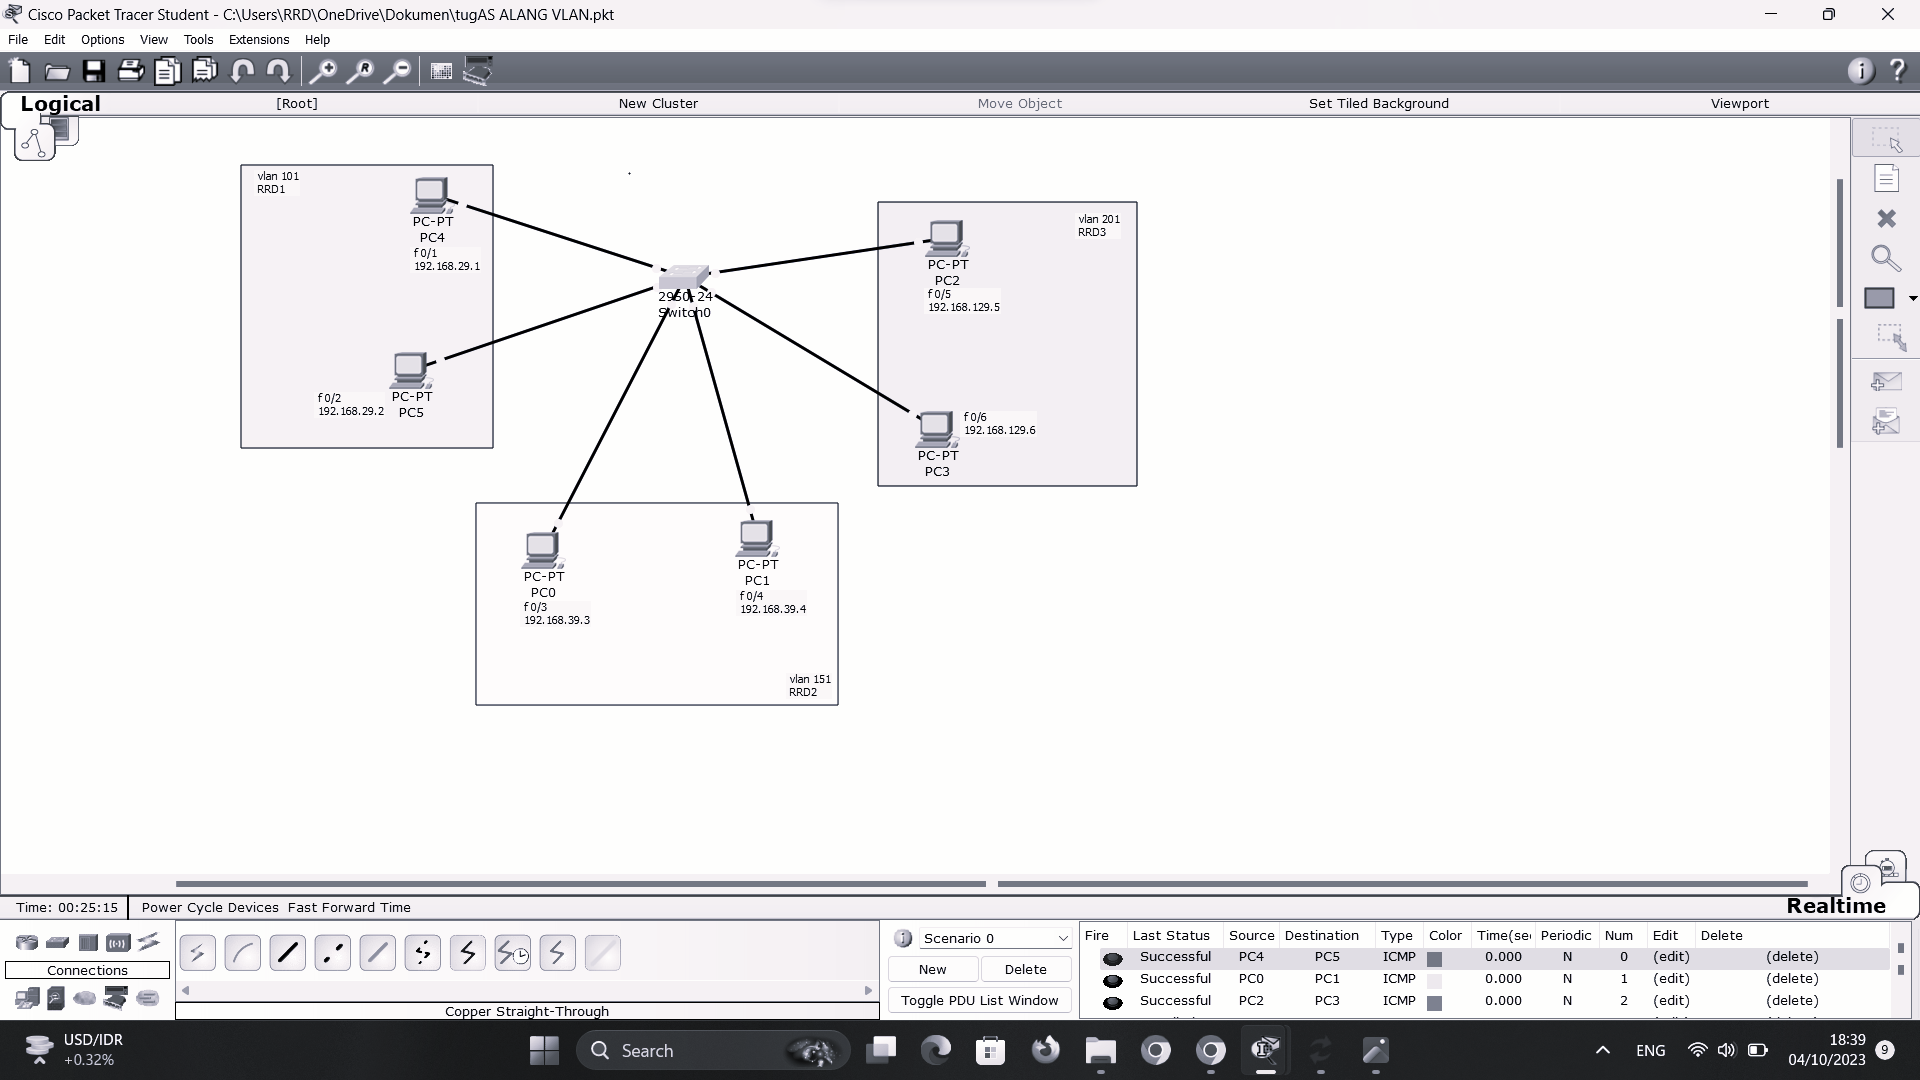 Cisco Packet Tracer Student - C:\Users\RRD\OneDrive\Dokumen\tugAS ALANG VLAN.pkt
File Edit Options View Tools Extensions Help
Logical [Root] New Cluster Move Object Set Tiled Background Viewport
vlan 101
RRD1
PC-PT
PC4
f 0/1
192.168.29.1
f 0/2
192.168.29.2
PC-PT
PC5
2950-24
Switch0
vlan 201
RRD3
PC-PT
PC2
f 0/5
192.168.129.5
f 0/6
192.168.129.6
PC-PT
PC3
PC-PT
PC0
f 0/3
192.168.39.3
PC-PT
PC1
f 0/4
192.168.39.4
vlan 151
RRD2
Time: 00:25:15 Power Cycle Devices Fast Forward Time Realtime
Connections
Copper Straight-Through
Scenario 0
New Delete
Toggle PDU List Window
Fire Last Status Source Destination Type Color Time(sec Periodic Num Edit Delete
Successful PC4 PC5 ICMP 0.000 N 0 (edit) (delete)
Successful PC0 PC1 ICMP 0.000 N 1 (edit) (delete)
Successful PC2 PC3 ICMP 0.000 N 2 (edit) (delete)
USD/IDR
+0.32%
Search
ENG
18:39
04/10/2023
9